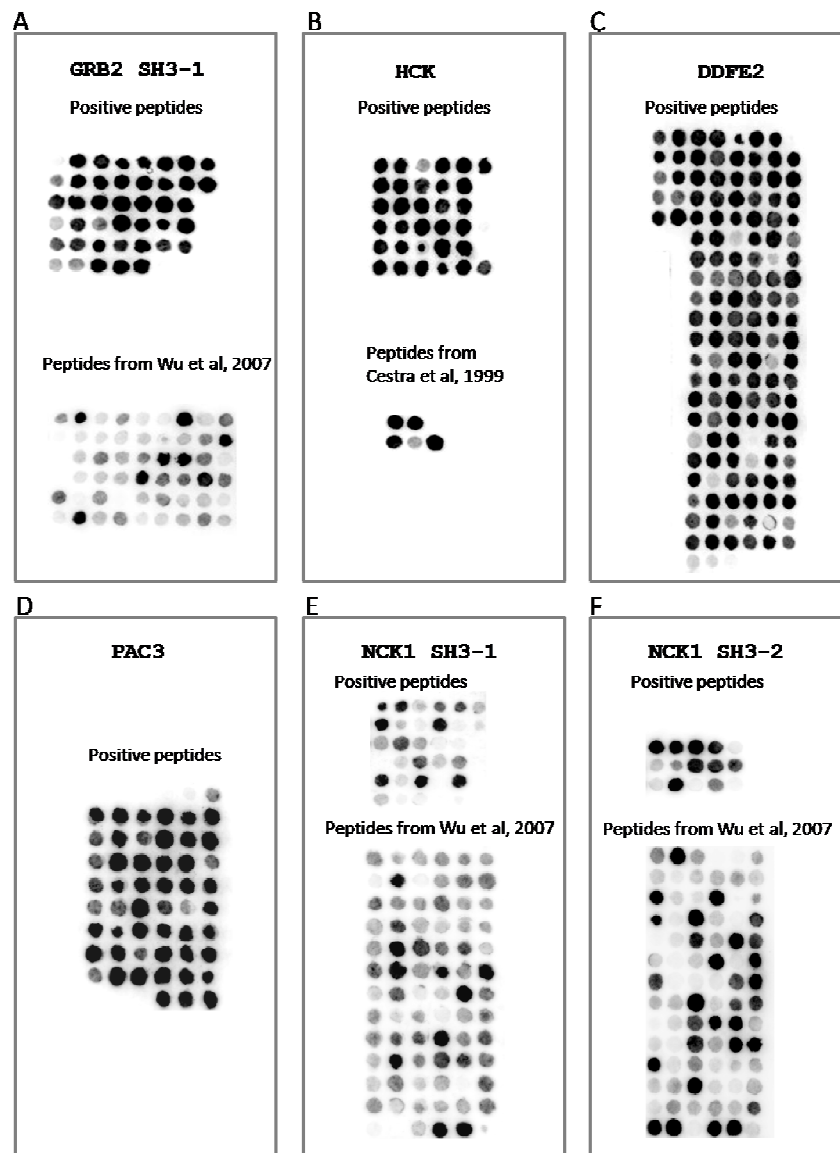 A
GRB2 SH3-1
Positive peptides
Peptides from Wu et al, 2007
B
HCK
Positive peptides
Peptides from
Cestra et al, 1999
C
DDFE2
Positive peptides
D
PAC3
Positive peptides
E
NCK1 SH3-1
Positive peptides
Peptides from Wu et al, 2007
F
NCK1 SH3-2
Positive peptides
Peptides from Wu et al, 2007